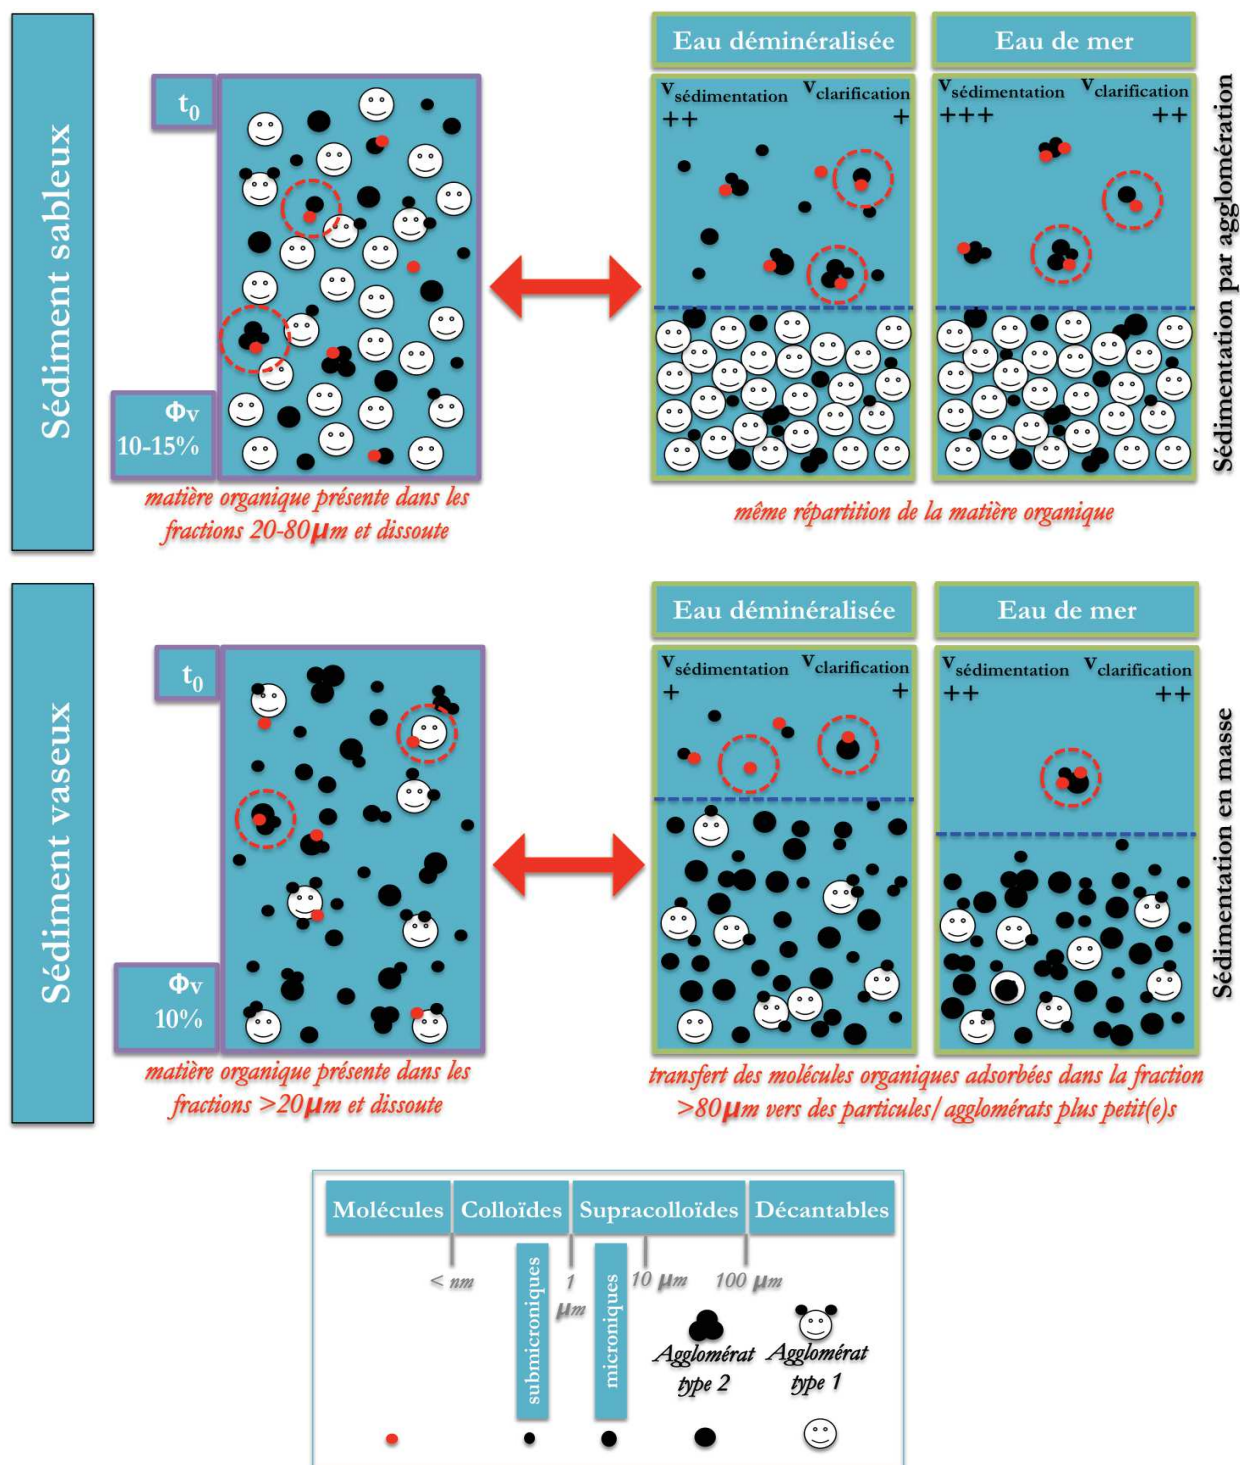 Sédiment sableux
t0
Φv
10-15%
matière organique présente dans les
fractions 20-80µm et dissoute
Eau déminéralisée
Eau de mer
vsédimentation
++
vclarification
+
vsédimentation
+++
vclarification
++
même répartition de la matière organique
Sédimentation par agglomération
Sédiment vaseux
t0
Φv
10%
matière organique présente dans les
fractions >20µm et dissoute
Eau déminéralisée
Eau de mer
vsédimentation
+
vclarification
+
vsédimentation
++
vclarification
++
transfert des molécules organiques adsorbées dans la fraction
>80µm vers des particules/agglomérats plus petit(e)s
Sédimentation en masse
Molécules
Colloïdes
Supracolloïdes
Décantables
< nm
submicroniques
1
µm
microniques
10 µm
100 µm
Agglomérat
type 2
Agglomérat
type 1